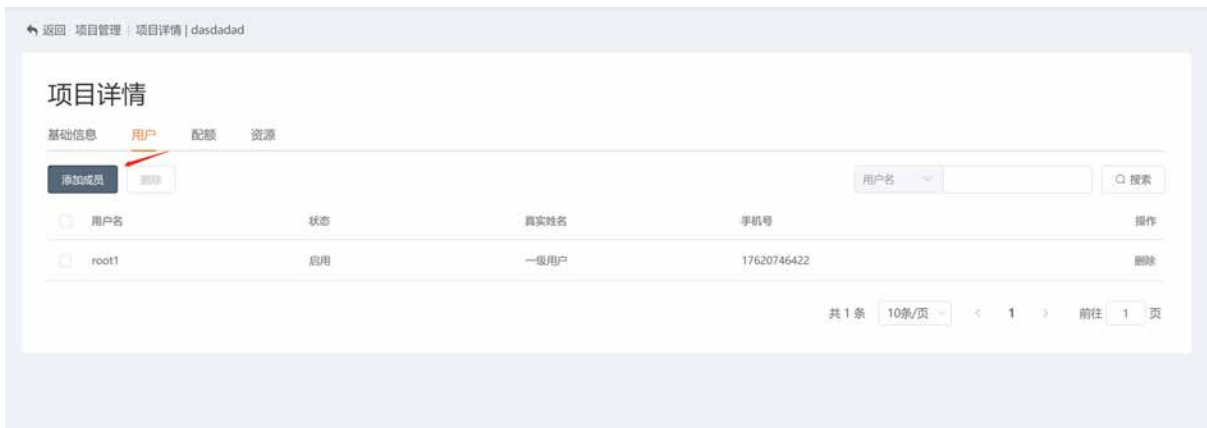 返回 项目管理 | 项目详情 | dasdadad
项目详情
基础信息 用户 配额 资源
添加成员 删除 用户名 搜索
用户名 状态 真实姓名 手机号 操作
root1 启用 一级用户 17620746422 删除
共 1 条 10条/页 < 1 > 前往 1 页